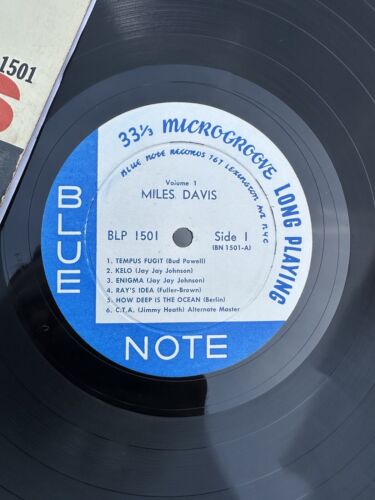 1501
33⅓ MICROGROOVE LONG PLAYING
BLUE NOTE RECORDS 767 LEXINGTON AVE NYC
Volume 1
MILES DAVIS
BLP 1501 Side 1
(BN 1501-A)
1. TEMPUS FUGIT (Bud Powell)
2. KELO (Jay Jay Johnson)
3. ENIGMA (Jay Jay Johnson)
4. RAY'S IDEA (Fuller-Brown)
5. HOW DEEP IS THE OCEAN (Berlin)
6. C.T.A. (Jimmy Heath) Alternate Master
BLUE
NOTE